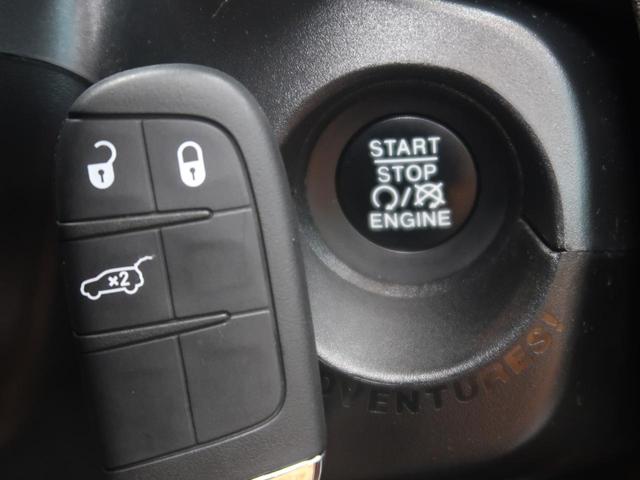 START
STOP
ENGINE
x2
VENTURES!